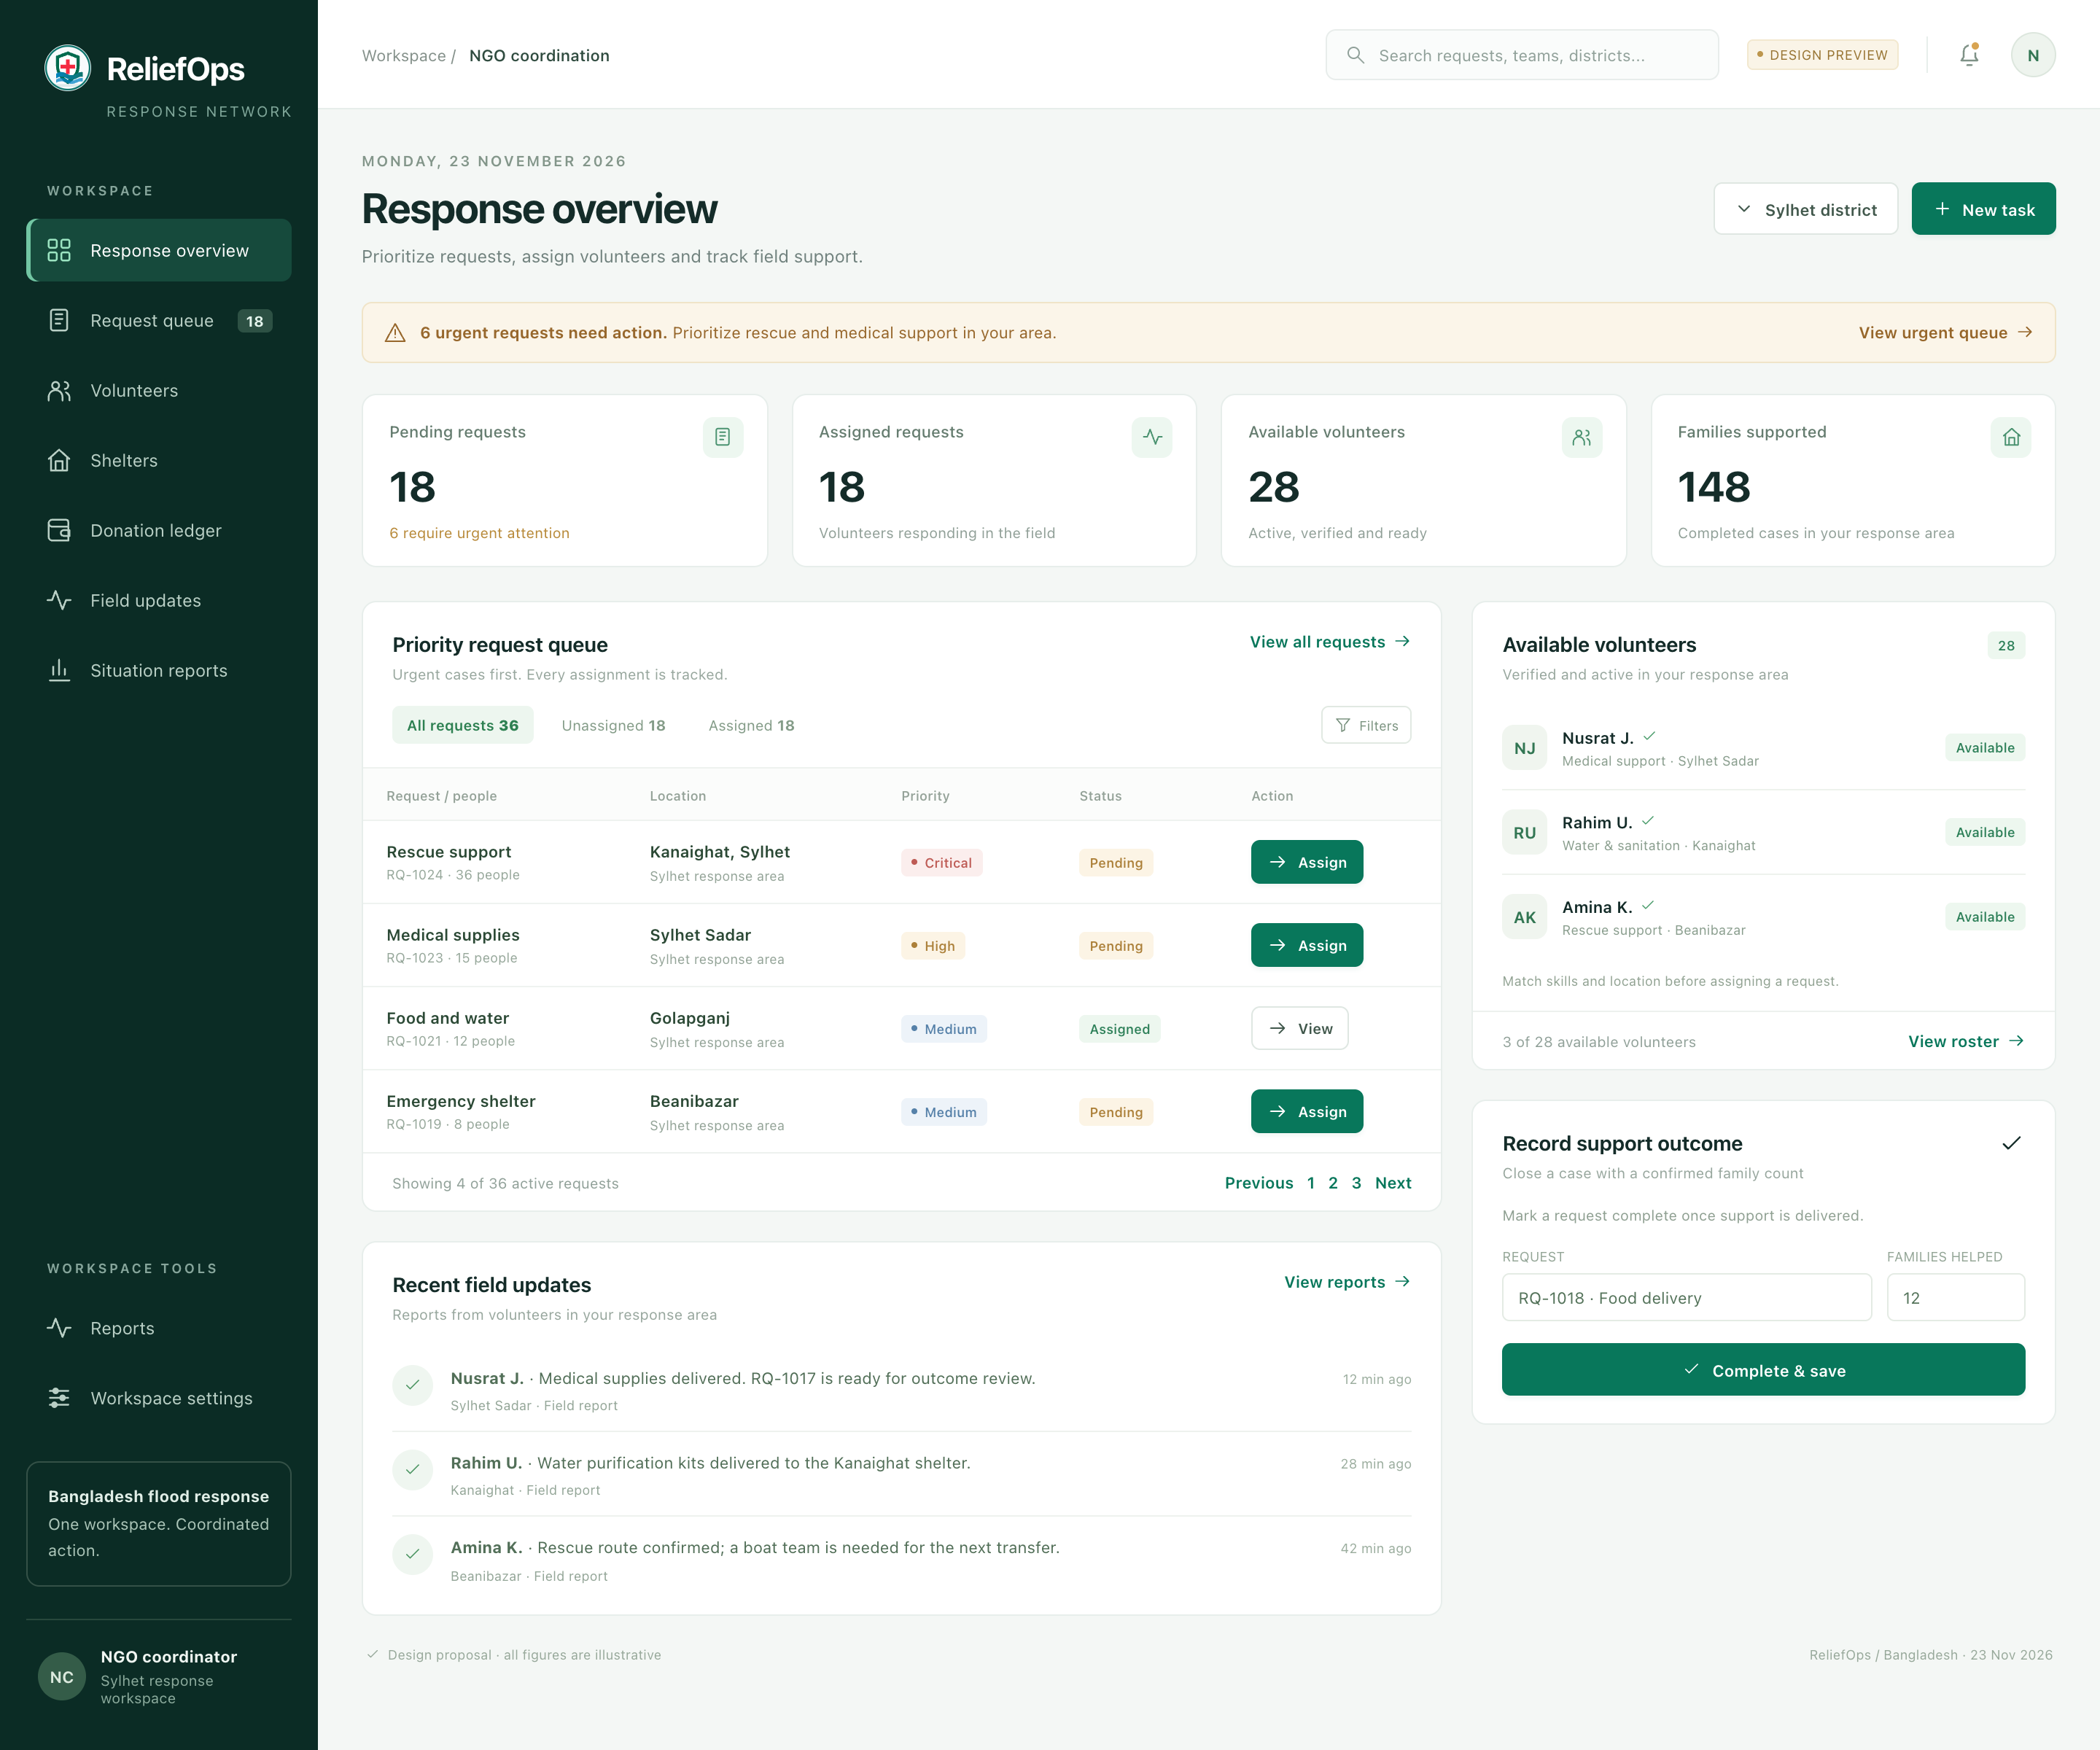 ReliefOps
RESPONSE NETWORK
WORKSPACE
Response overview
Request queue 18
Volunteers
Shelters
Donation ledger
Field updates
Situation reports
WORKSPACE TOOLS
Reports
Workspace settings
Bangladesh flood response
One workspace. Coordinated
action.
NC
NGO coordinator
Sylhet response
workspace
Workspace / NGO coordination
Search requests, teams, districts...
DESIGN PREVIEW
N
MONDAY, 23 NOVEMBER 2026
Response overview
Prioritize requests, assign volunteers and track field support.
Sylhet district
New task
6 urgent requests need action. Prioritize rescue and medical support in your area.
View urgent queue
Pending requests
18
6 require urgent attention
Assigned requests
18
Volunteers responding in the field
Available volunteers
28
Active, verified and ready
Families supported
148
Completed cases in your response area
Priority request queue
Urgent cases first. Every assignment is tracked.
View all requests
All requests 36 Unassigned 18 Assigned 18
Filters
Request / people Location Priority Status Action
Rescue support
RQ-1024 · 36 people
Kanaighat, Sylhet
Sylhet response area
Critical
Pending
Assign
Medical supplies
RQ-1023 · 15 people
Sylhet Sadar
Sylhet response area
High
Pending
Assign
Food and water
RQ-1021 · 12 people
Golapganj
Sylhet response area
Medium
Assigned
View
Emergency shelter
RQ-1019 · 8 people
Beanibazar
Sylhet response area
Medium
Pending
Assign
Showing 4 of 36 active requests
Previous 1 2 3 Next
Available volunteers
28
Verified and active in your response area
NJ
Nusrat J.
Medical support · Sylhet Sadar
Available
RU
Rahim U.
Water & sanitation · Kanaighat
Available
AK
Amina K.
Rescue support · Beanibazar
Available
Match skills and location before assigning a request.
3 of 28 available volunteers
View roster
Record support outcome
Close a case with a confirmed family count
Mark a request complete once support is delivered.
REQUEST FAMILIES HELPED
RQ-1018 · Food delivery 12
Complete & save
Recent field updates
Reports from volunteers in your response area
View reports
Nusrat J. · Medical supplies delivered. RQ-1017 is ready for outcome review.
Sylhet Sadar · Field report
12 min ago
Rahim U. · Water purification kits delivered to the Kanaighat shelter.
Kanaighat · Field report
28 min ago
Amina K. · Rescue route confirmed; a boat team is needed for the next transfer.
Beanibazar · Field report
42 min ago
Design proposal · all figures are illustrative
ReliefOps / Bangladesh · 23 Nov 2026